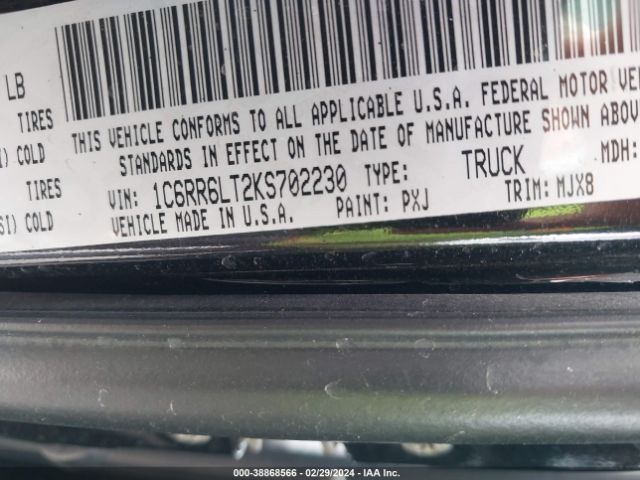 LB
TIRES
THIS VEHICLE CONFORMS TO ALL APPLICABLE U.S.A. FEDERAL MOTOR
COLD
STANDARDS IN EFFECT ON THE DATE OF MANUFACTURE SHOWN ABOVE
TIRES
VIN: 1C6RR6LT2KS702230 TYPE: TRUCK MDH:
COLD
VEHICLE MADE IN U.S.A. PAINT: PXJ TRIM: MJX8
000-38868566 - 02/29/2024 - IAA Inc.